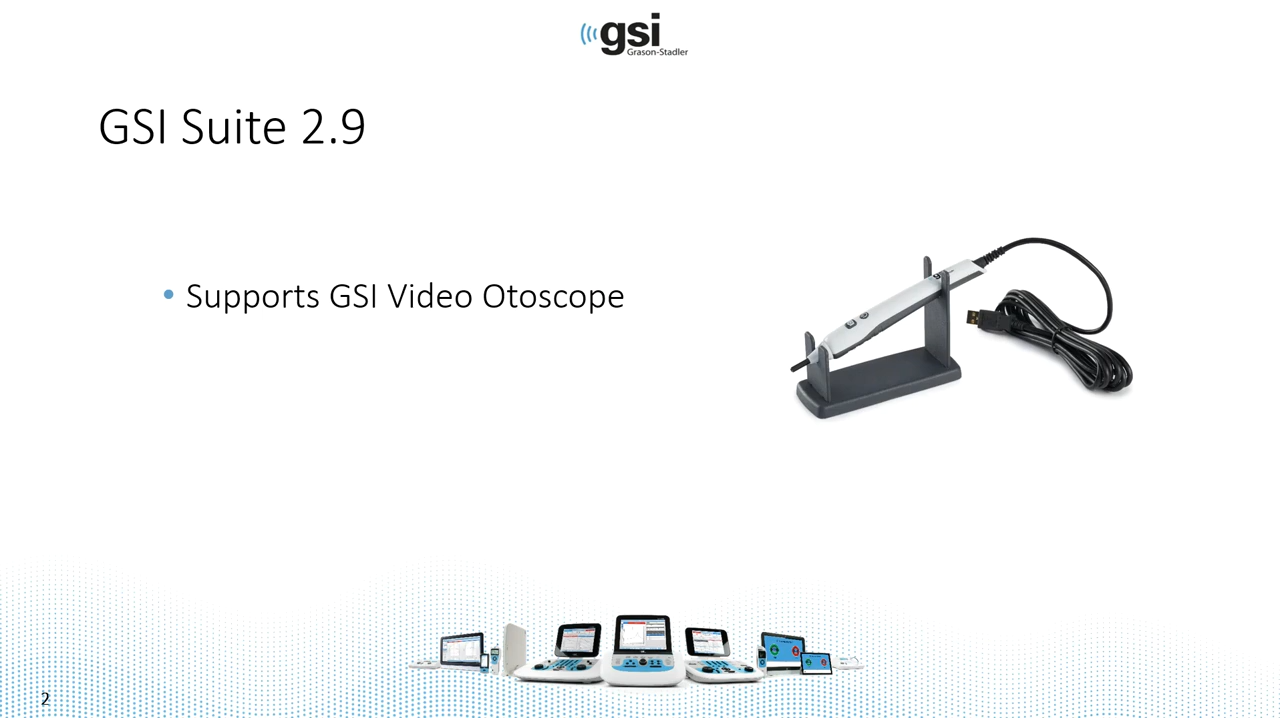 gsi
Grason-Stadler
GSI Suite 2.9
• Supports GSI Video Otoscope
2